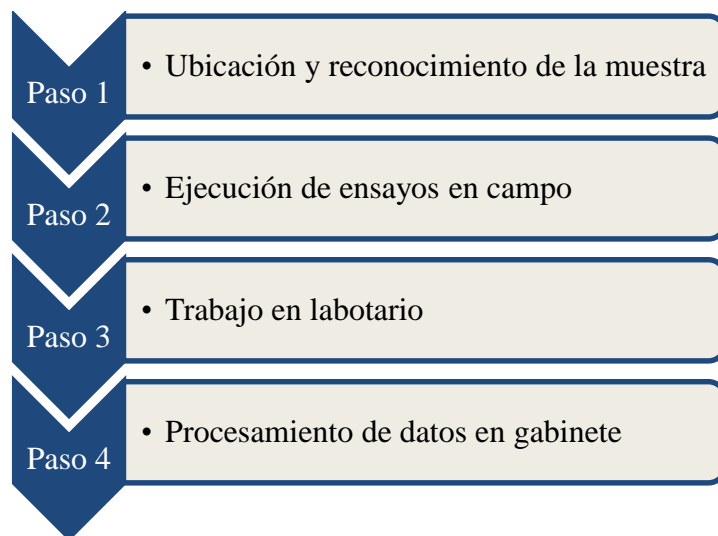 Paso 1
• Ubicación y reconocimiento de la muestra
Paso 2
• Ejecución de ensayos en campo
Paso 3
• Trabajo en labotario
Paso 4
• Procesamiento de datos en gabinete